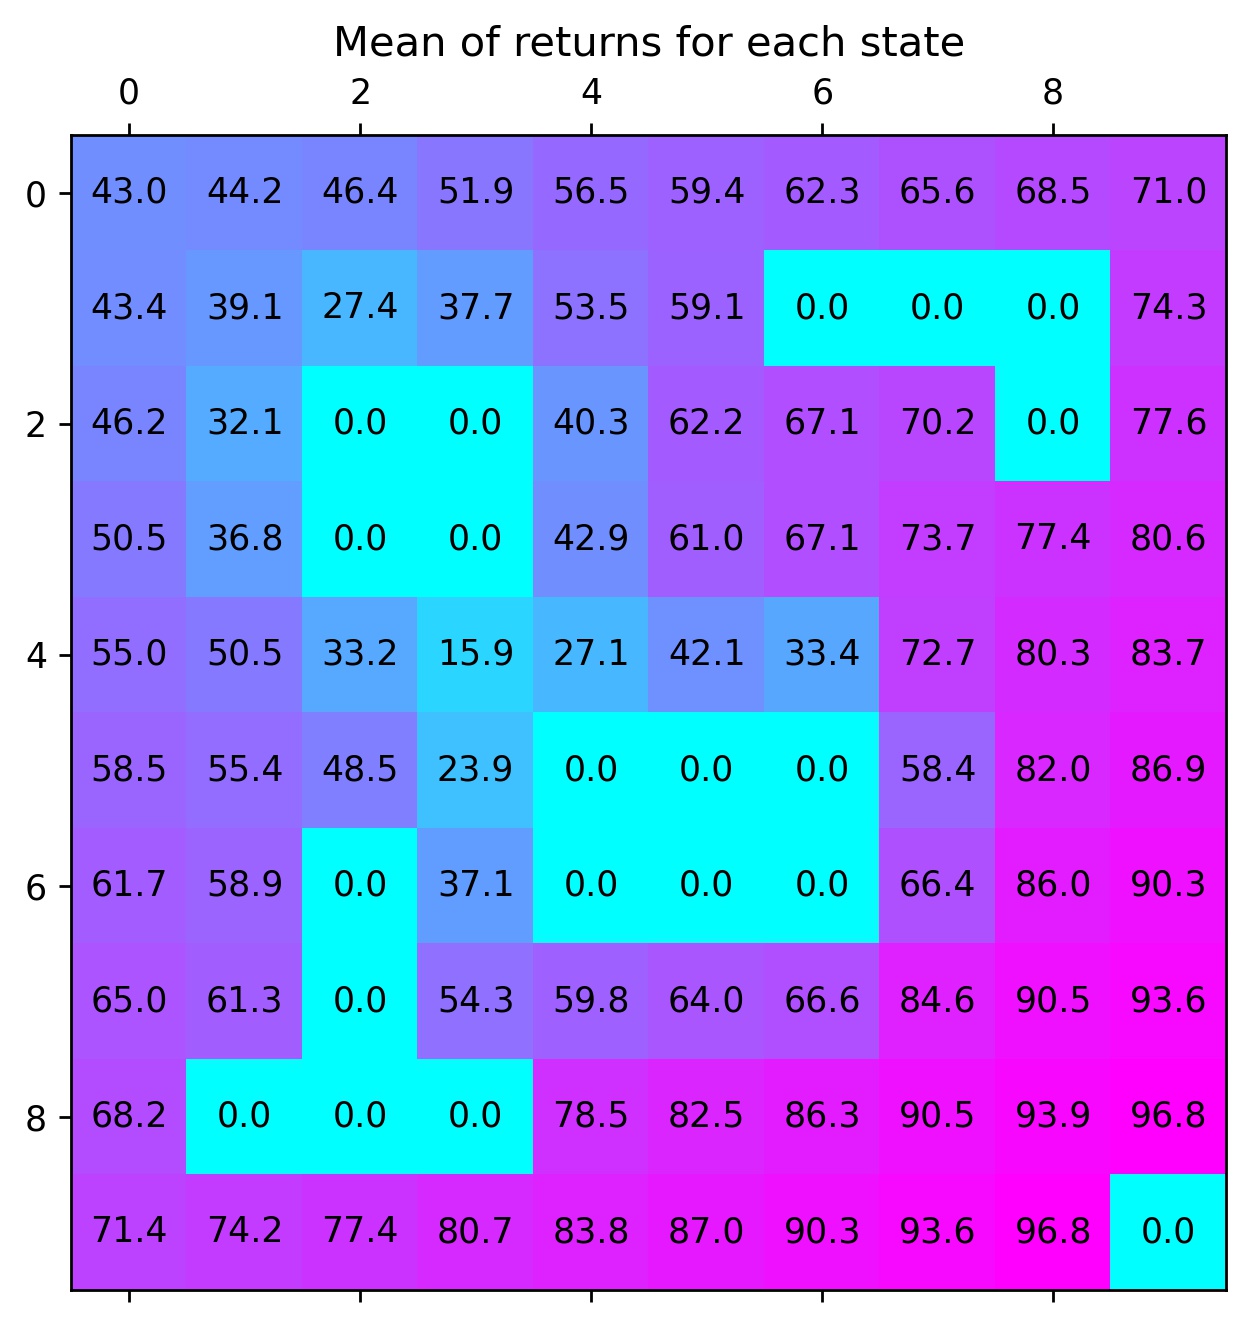 Mean of returns for each state
0 2 4 6 8
0 43.0 44.2 46.4 51.9 56.5 59.4 62.3 65.6 68.5 71.0
43.4 39.1 27.4 37.7 53.5 59.1 0.0 0.0 0.0 74.3
2 46.2 32.1 0.0 0.0 40.3 62.2 67.1 70.2 0.0 77.6
50.5 36.8 0.0 0.0 42.9 61.0 67.1 73.7 77.4 80.6
4 55.0 50.5 33.2 15.9 27.1 42.1 33.4 72.7 80.3 83.7
58.5 55.4 48.5 23.9 0.0 0.0 0.0 58.4 82.0 86.9
6 61.7 58.9 0.0 37.1 0.0 0.0 0.0 66.4 86.0 90.3
65.0 61.3 0.0 54.3 59.8 64.0 66.6 84.6 90.5 93.6
8 68.2 0.0 0.0 0.0 78.5 82.5 86.3 90.5 93.9 96.8
71.4 74.2 77.4 80.7 83.8 87.0 90.3 93.6 96.8 0.0